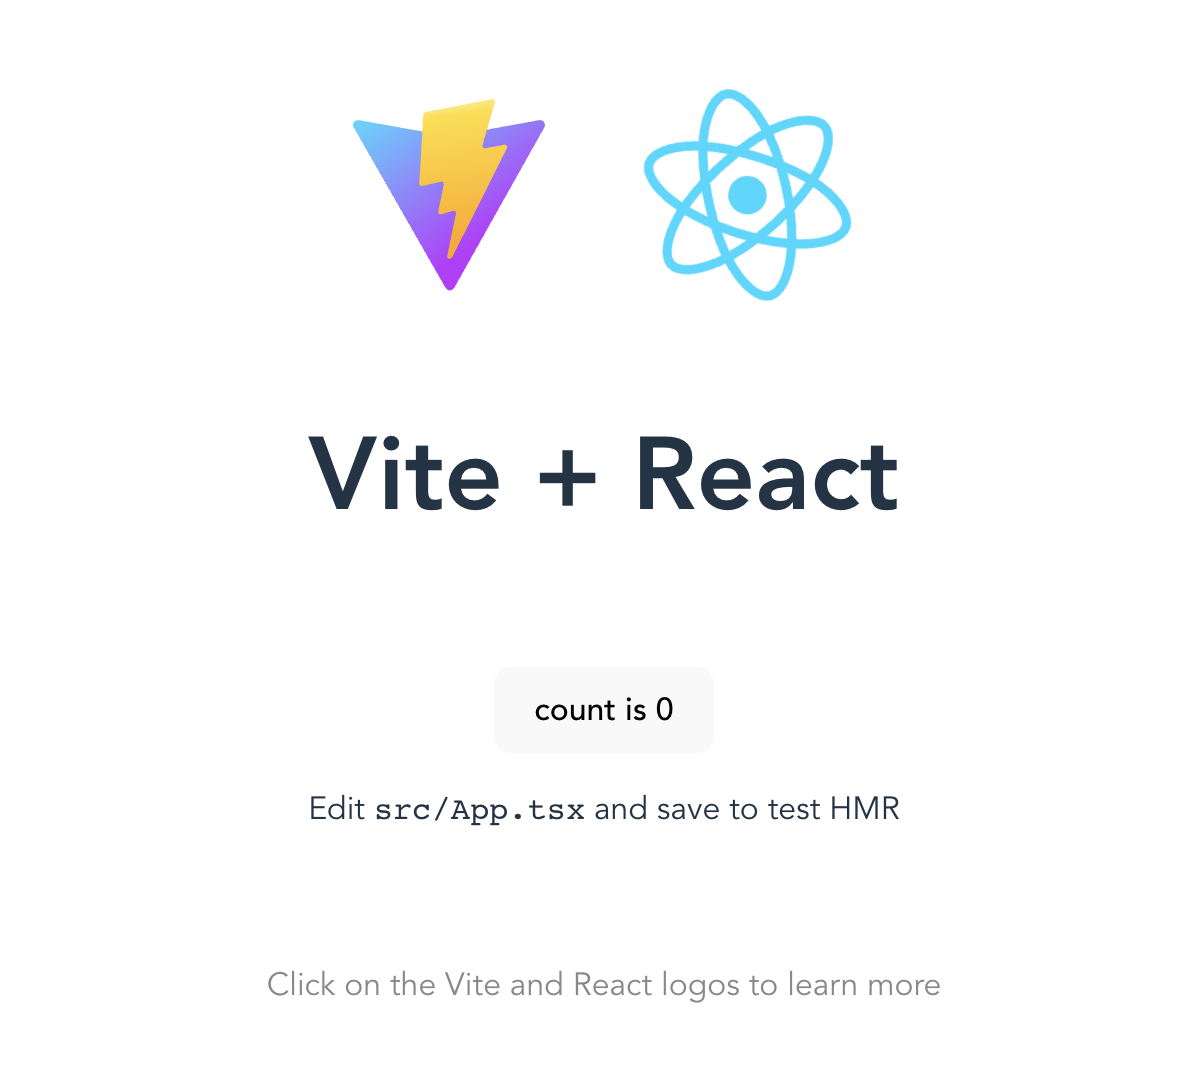 Vite + React
count is 0
Edit src/App.tsx and save to test HMR
Click on the Vite and React logos to learn more